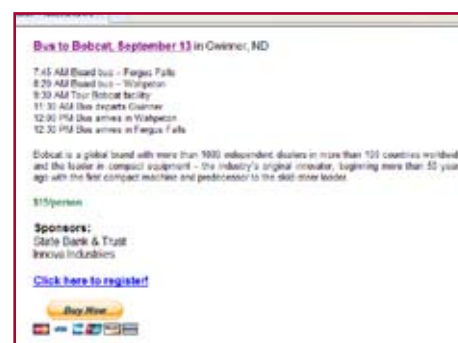 Bus to Bobcat, September 13 in Gwinner, ND
7:45 AM Board bus – Fergus Falls
8:20 AM Board bus – Wahpeton
9:30 AM Tour Bobcat facility
11:30 AM Bus departs Gwinner
12:00 PM Bus arrives in Wahpeton
12:30 PM Bus arrives in Fergus Falls
Bobcat is a global brand with more than 1000 independent dealers in more than 100 countries worldwid
and the leader in compact equipment – the industry's original innovator, beginning more than 50 year
ago with the first compact machine and predecessor to the skid-steer loader.
$15/person
Sponsors:
State Bank & Trust
Innova Industries
Click here to register!
Buy Now